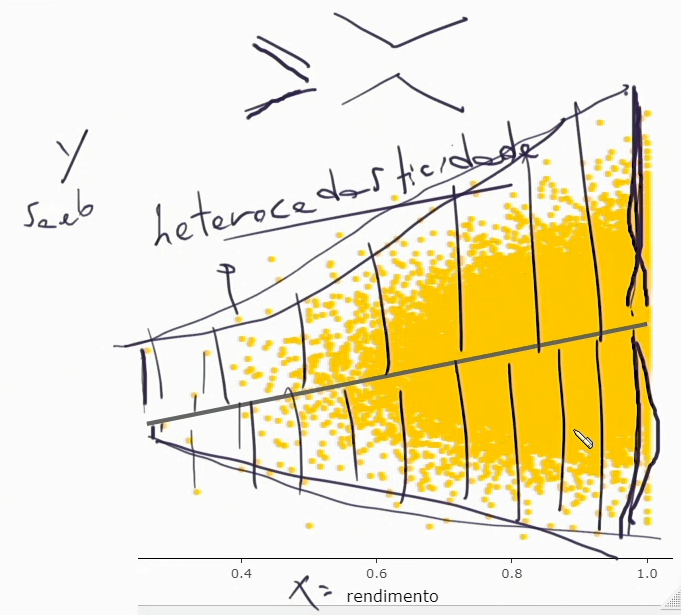 y
saeb
heterocedasticidade
0.4 0.6 0.8 1.0
x = rendimento